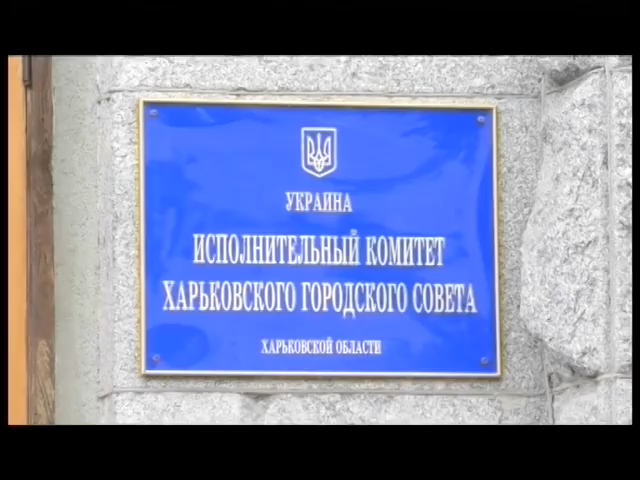 УКРАИНА
ИСПОЛНИТЕЛЬНЫЙ КОМИТЕТ
ХАРЬКОВСКОГО ГОРОДСКОГО СОВЕТА
ХАРЬКОВСКОЙ ОБЛАСТИ